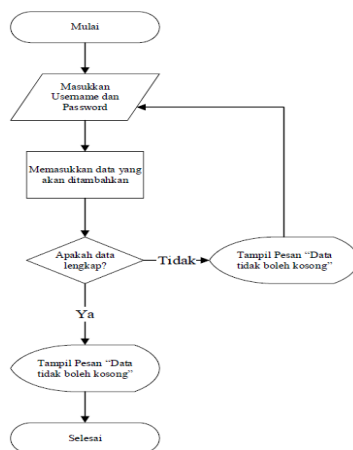 Mulai
Masukkan
Username dan
Password
Memasukkan data yang
akan ditambahkan
Apakah data
lengkap?
Tidak
Tampil Pesan “Data
tidak boleh kosong”
Ya
Tampil Pesan “Data
tidak boleh kosong”
Selesai